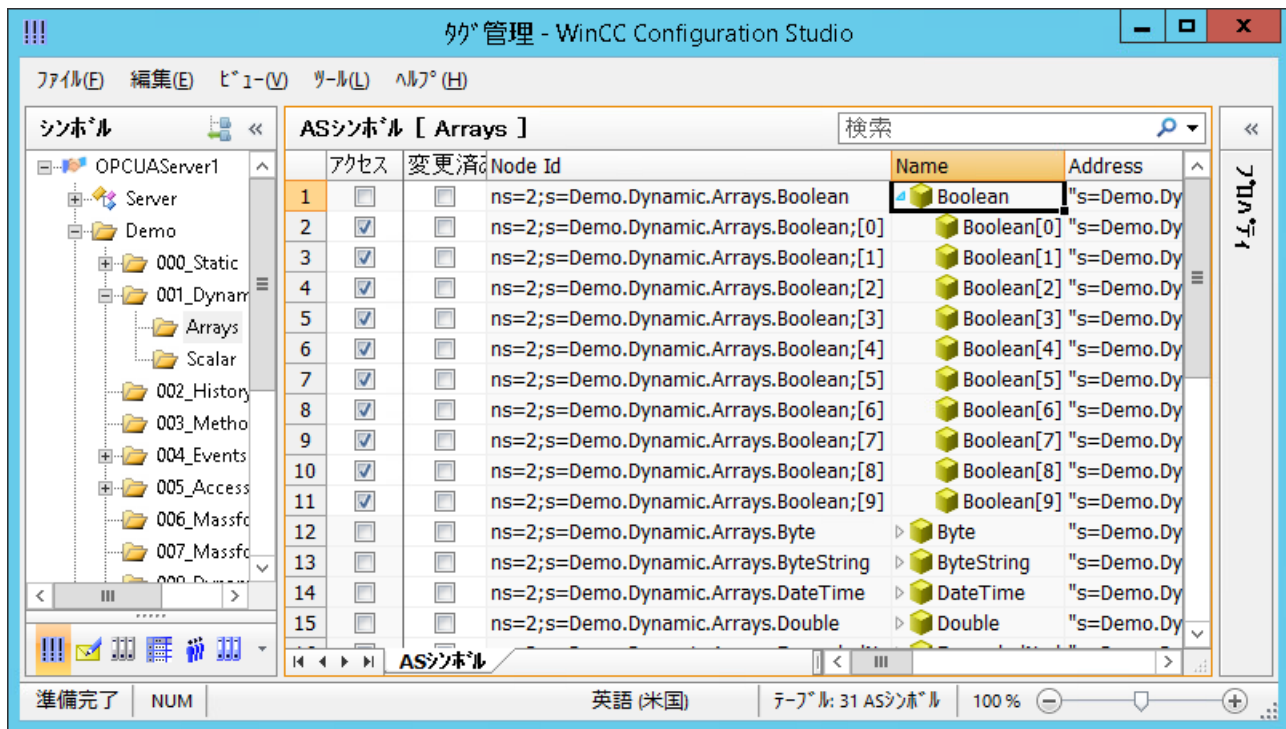 タグ管理 - WinCC Configuration Studio
ファイル(F) 編集(E) ビュー(V) ツール(L) ヘルプ(H)
シンボル
OPCUAServer1
Server
Demo
000_Static
001_Dynam
Arrays
Scalar
002_History
003_Metho
004_Events
005_Access
006_Massfo
007_Massfo
ASシンボル [ Arrays ] 検索
アクセス 変更済み Node Id Name Address
1 ns=2;s=Demo.Dynamic.Arrays.Boolean Boolean "s=Demo.Dy
2 ns=2;s=Demo.Dynamic.Arrays.Boolean;[0] Boolean[0] "s=Demo.Dy
3 ns=2;s=Demo.Dynamic.Arrays.Boolean;[1] Boolean[1] "s=Demo.Dy
4 ns=2;s=Demo.Dynamic.Arrays.Boolean;[2] Boolean[2] "s=Demo.Dy
5 ns=2;s=Demo.Dynamic.Arrays.Boolean;[3] Boolean[3] "s=Demo.Dy
6 ns=2;s=Demo.Dynamic.Arrays.Boolean;[4] Boolean[4] "s=Demo.Dy
7 ns=2;s=Demo.Dynamic.Arrays.Boolean;[5] Boolean[5] "s=Demo.Dy
8 ns=2;s=Demo.Dynamic.Arrays.Boolean;[6] Boolean[6] "s=Demo.Dy
9 ns=2;s=Demo.Dynamic.Arrays.Boolean;[7] Boolean[7] "s=Demo.Dy
10 ns=2;s=Demo.Dynamic.Arrays.Boolean;[8] Boolean[8] "s=Demo.Dy
11 ns=2;s=Demo.Dynamic.Arrays.Boolean;[9] Boolean[9] "s=Demo.Dy
12 ns=2;s=Demo.Dynamic.Arrays.Byte Byte "s=Demo.Dy
13 ns=2;s=Demo.Dynamic.Arrays.ByteString ByteString "s=Demo.Dy
14 ns=2;s=Demo.Dynamic.Arrays.DateTime DateTime "s=Demo.Dy
15 ns=2;s=Demo.Dynamic.Arrays.Double Double "s=Demo.Dy
ASシンボル
プロパティ
準備完了 NUM 英語 (米国) テーブル: 31 ASシンボル 100 %